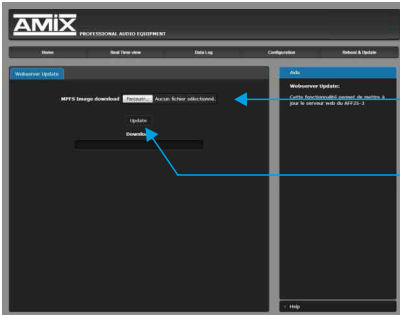 AMIX
PROFESSIONAL AUDIO EQUIPMENT
Home Real Time view Data Log Configuration Reboot & Update
Webserver Update
MPFS Image download Parcourir... Aucun fichier sélectionné.
Update
Download
Aide
Webserver Update:
Cette fonctionnalité permet de mettre à
jour le serveur web du AFF25-3
Help